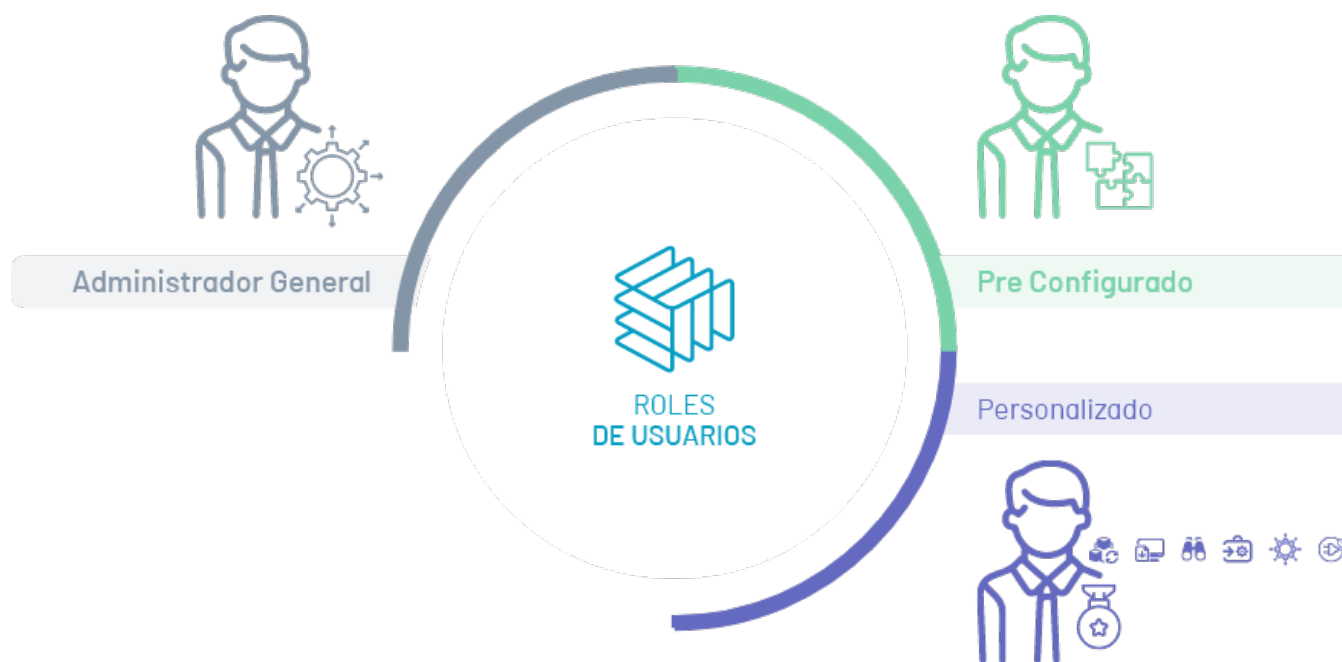 Administrador General
Pre Configurado
ROLES
DE USUARIOS
Personalizado